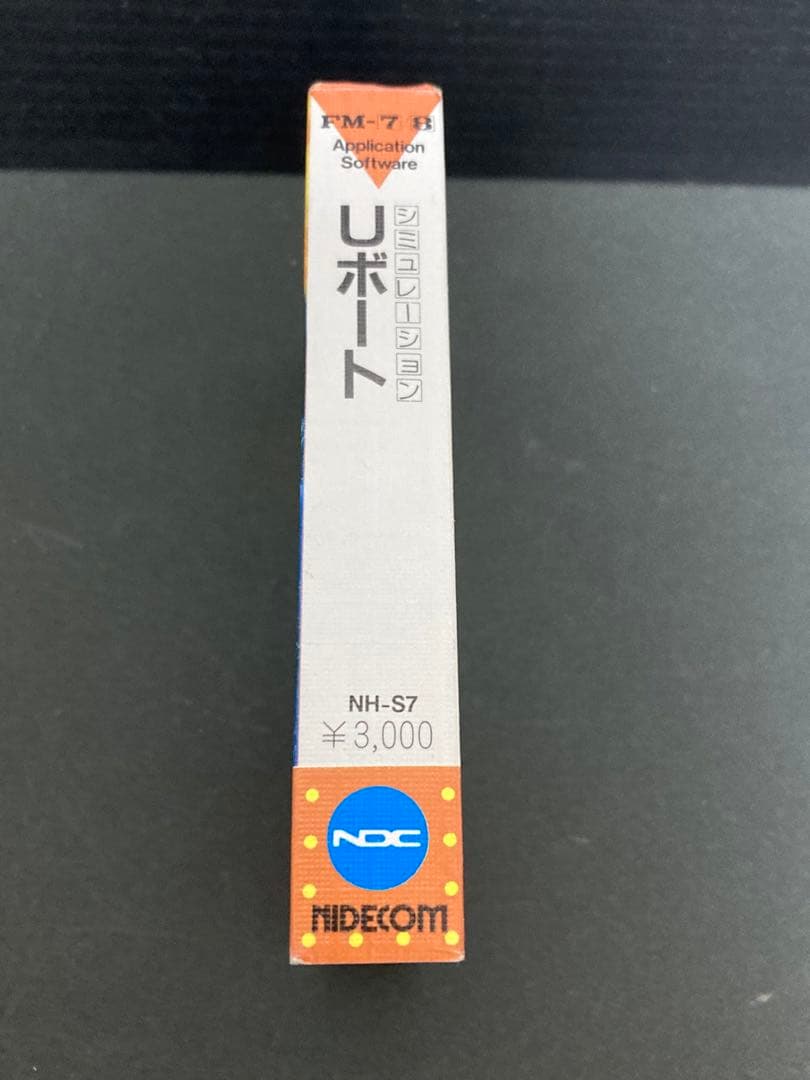 FM-7 8
Application
Software
シミュレーション
Uボート
NH-S7
￥3,000
NDC
NIDECOM